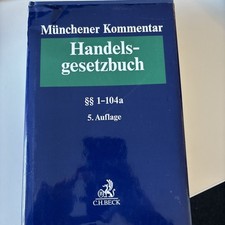 Münchener Kommentar
Handels-
gesetzbuch
§§ 1–104a
5. Auflage
C.H.BECK